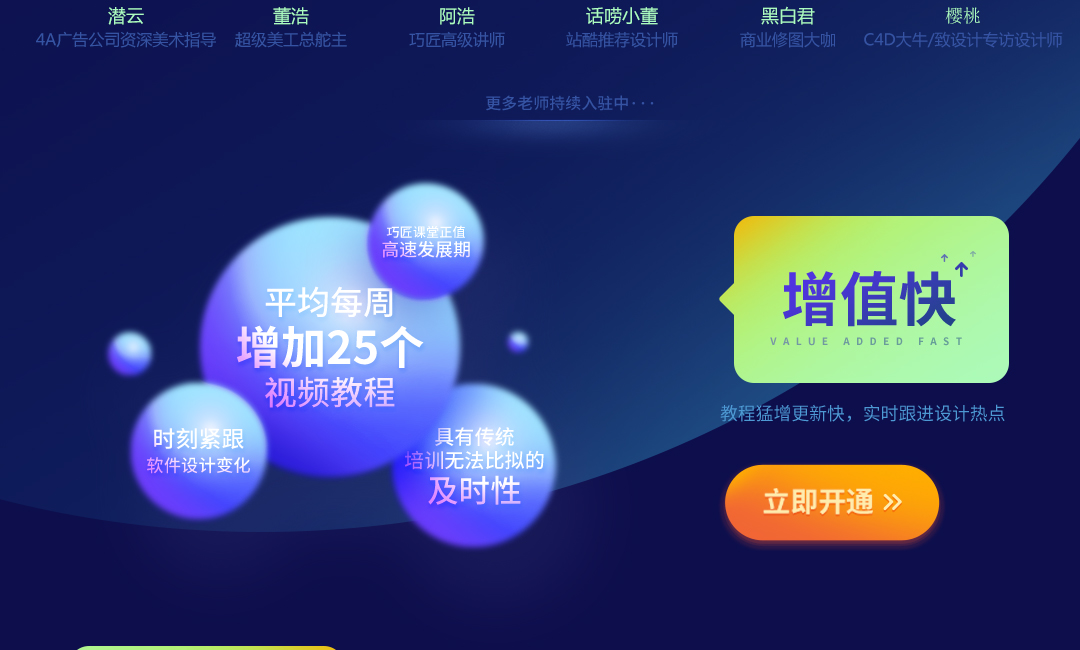 潜云
董浩
阿浩
话唠小董
黑白君
樱桃
4A广告公司资深美术指导
超级美工总舵主
巧匠高级讲师
站酷推荐设计师
商业修图大咖
C4D大牛/致设计专访设计师
更多老师持续入驻中···
巧匠课堂正值
高速发展期
平均每周
增加25个
视频教程
时刻紧跟
软件设计变化
具有传统
培训无法比拟的
及时性
增值快
VALUE ADDED FAST
教程猛增更新快，实时跟进设计热点
立即开通 »